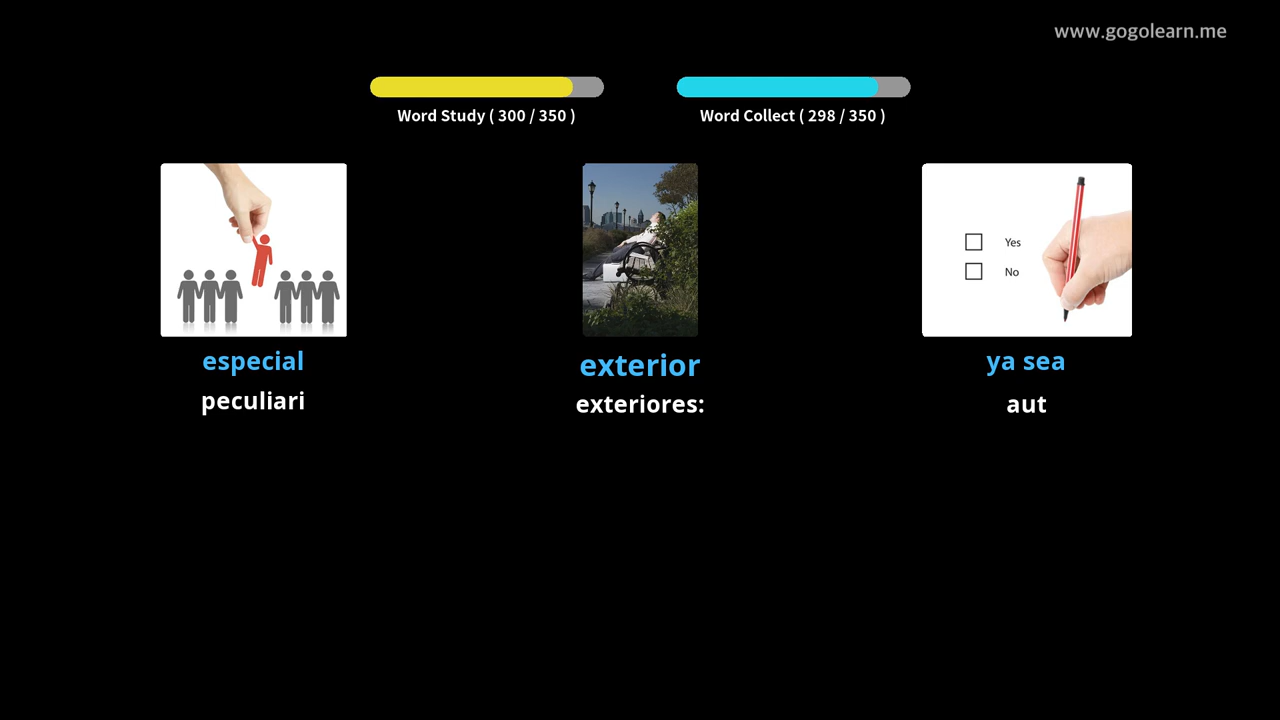 www.gogolearn.me
Word Study ( 300 / 350 )
Word Collect ( 298 / 350 )
Yes
No
especial
exterior
ya sea
peculiari
exteriores:
aut